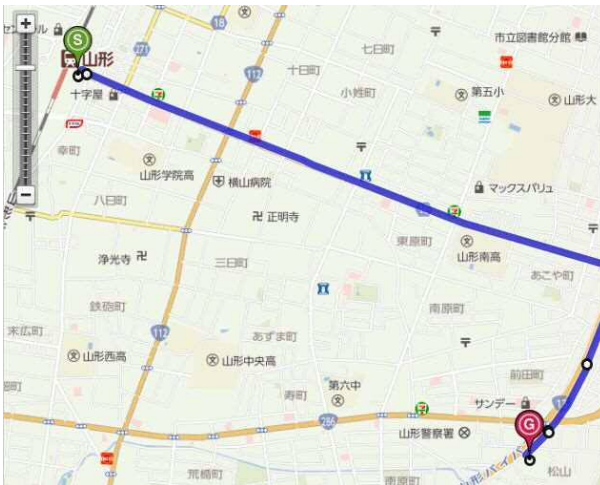 S
山形
271
18
112
十日町
七日町
小姓町
市立図書館分館
第五小
山形大
十字屋
幸町
山形学院高
横山病院
八日町
正明寺
マックスバリュ
浄光寺
三日町
東原町
山形南高
あこや町
鉄砲町
南原町
末広町
112
あずま町
山形西高
山形中央高
寿町
第六中
前田町
サンデー
286
山形警察署
G
荒楯町
南原町
松山